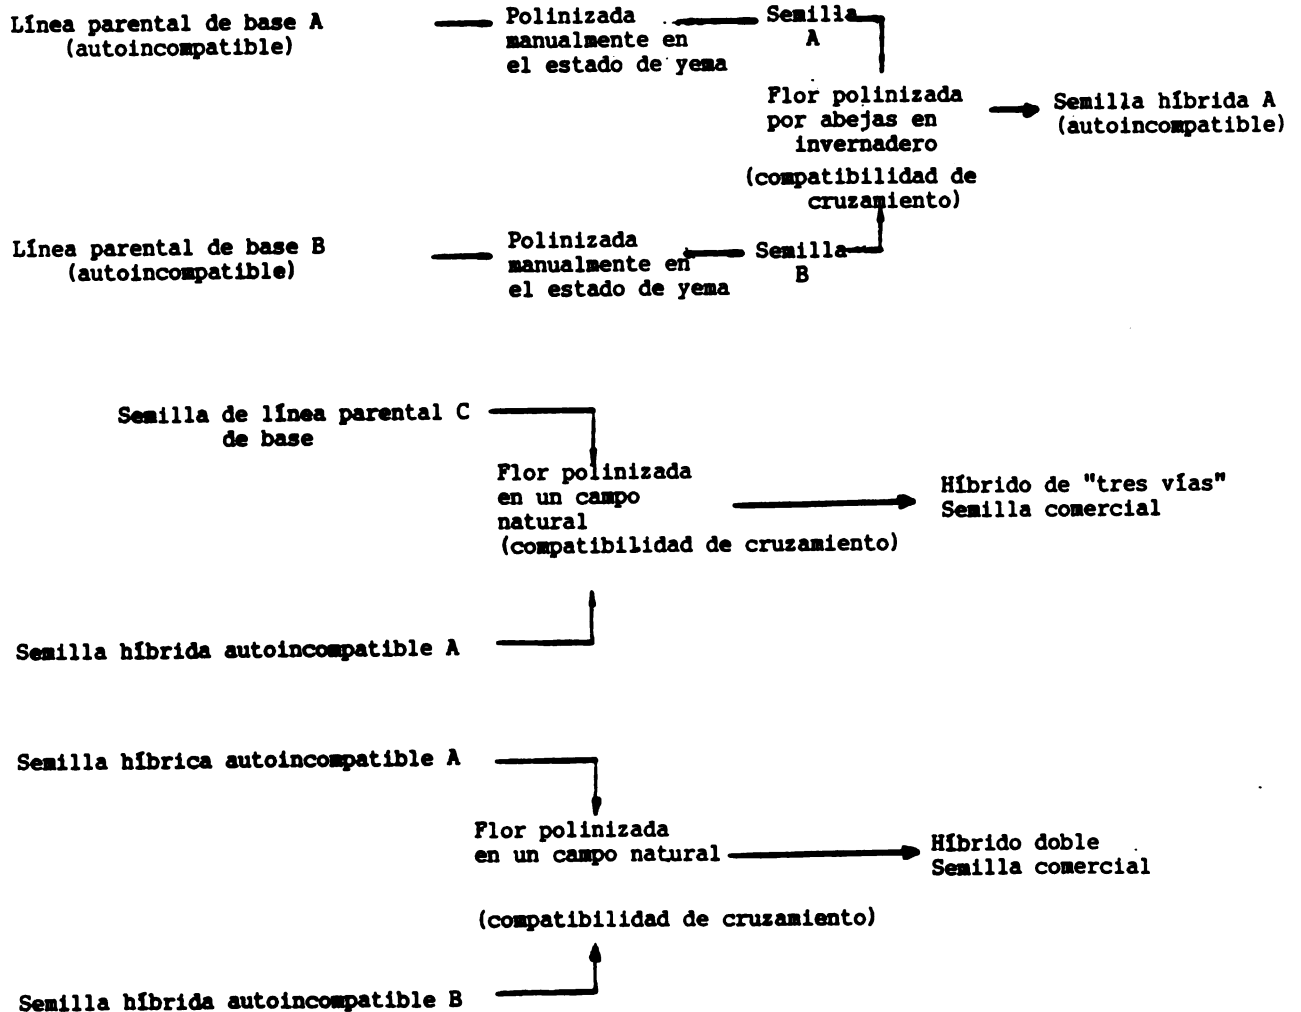 Línea parental de base A
(autoincompatible)
Polinizada
manualmente en
el estado de yema
Semilla
A
Flor polinizada
por abejas en
invernadero
(compatibilidad de
cruzamiento)
Semilla híbrida A
(autoincompatible)
Línea parental de base B
(autoincompatible)
Polinizada
manualmente en
el estado de yema
Semilla
B
Semilla de línea parental C
de base
Flor polinizada
en un campo
natural
(compatibilidad de cruzamiento)
Híbrido de "tres vías"
Semilla comercial
Semilla híbrida autoincompatible A
Semilla híbrica autoincompatible A
Flor polinizada
en un campo natural
(compatibilidad de cruzamiento)
Híbrido doble
Semilla comercial
Semilla híbrida autoincompatible B